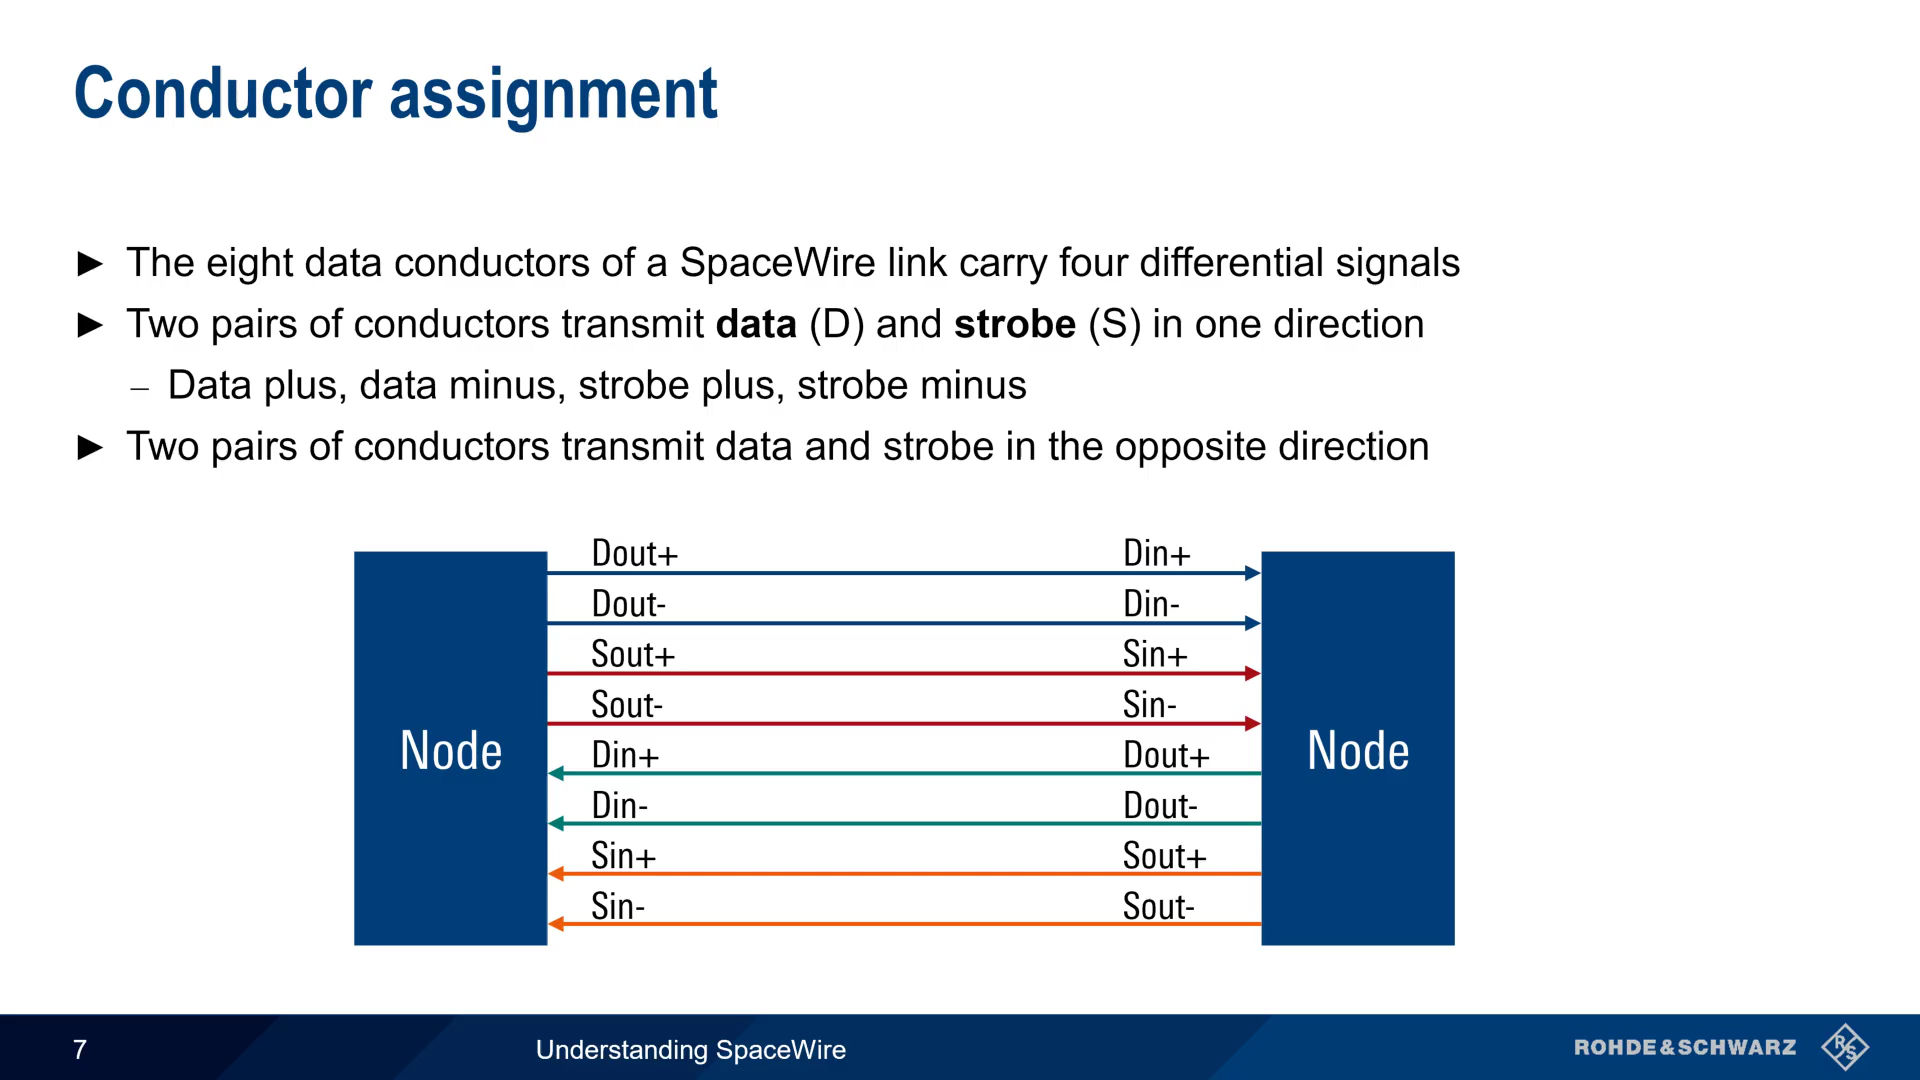 Conductor assignment
► The eight data conductors of a SpaceWire link carry four differential signals
► Two pairs of conductors transmit data (D) and strobe (S) in one direction
– Data plus, data minus, strobe plus, strobe minus
► Two pairs of conductors transmit data and strobe in the opposite direction
Dout+ Din+
Dout- Din-
Sout+ Sin+
Sout- Sin-
Node Node
Din+ Dout+
Din- Dout-
Sin+ Sout+
Sin- Sout-
7 Understanding SpaceWire ROHDE&SCHWARZ R&S